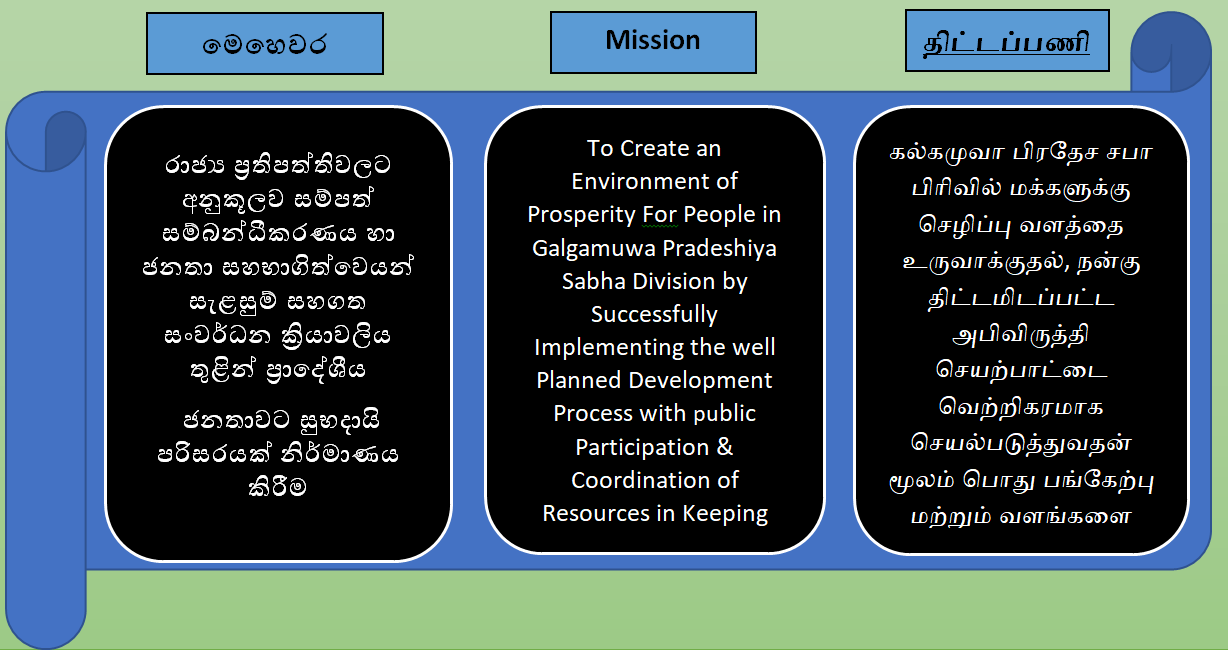 මෙහෙවර
රාජ්‍ය ප්‍රතිපත්තිවලට
අනුකූලව සම්පත්
සම්බන්ධීකරණය හා
ජනතා සහභාගිත්වෙයන්
සැළසුම් සහගත
සංවර්ධන ක්‍රියාවලිය
තුළින් ප්‍රාදේශීය
ජනතාවට සුභදායි
පරිසරයක් නිර්මාණය
කිරීම
Mission
To Create an
Environment of
Prosperity For People in
Galgamuwa Pradeshiya
Sabha Division by
Successfully
Implementing the well
Planned Development
Process with public
Participation &
Coordination of
Resources in Keeping
திட்டப்பணி
கல்கமுவா பிரதேச சபா
பிரிவில் மக்களுக்கு
செழிப்பு வளத்தை
உருவாக்குதல், நன்கு
திட்டமிடப்பட்ட
அபிவிருத்தி
செயற்பாட்டை
வெற்றிகரமாக
செயல்படுத்துவதன்
மூலம் பொது பங்கேற்பு
மற்றும் வளங்களை